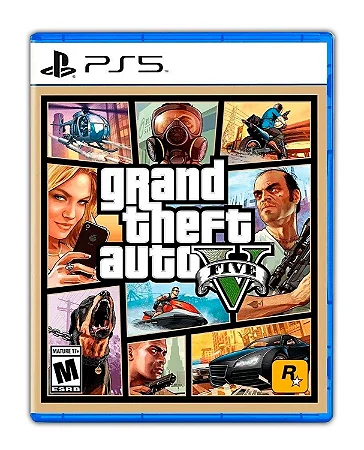 PS5
grand
theft
auto
V
FIVE
MATURE 17+
M
ESRB
R